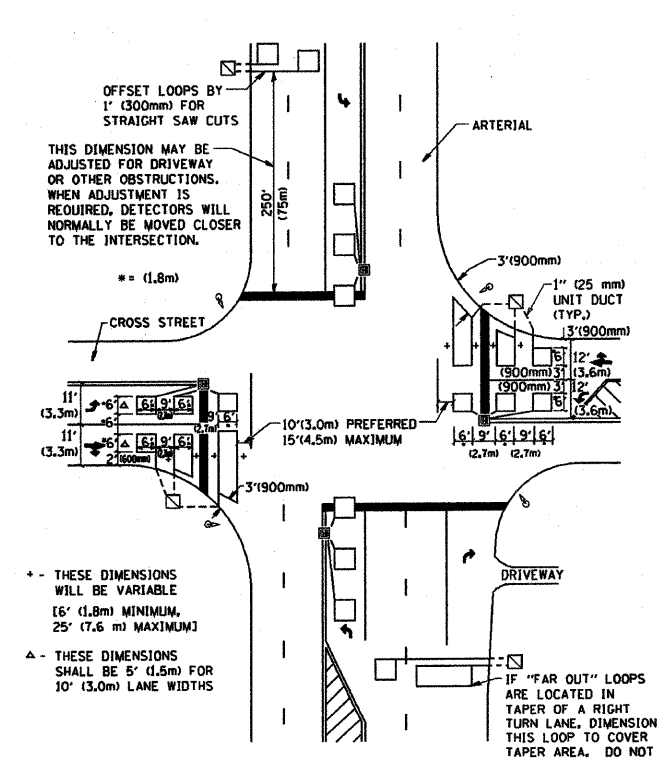 OFFSET LOOPS BY
1' (300mm) FOR
STRAIGHT SAW CUTS
THIS DIMENSION MAY BE
ADJUSTED FOR DRIVEWAY
OR OTHER OBSTRUCTIONS.
WHEN ADJUSTMENT IS
REQUIRED, DETECTORS WILL
NORMALLY BE MOVED CLOSER
TO THE INTERSECTION.
* = (1.8m)
250'
(75m)
ARTERIAL
3'(900mm)
1" (25 mm)
UNIT DUCT
(TYP.)
CROSS STREET
3'(900mm)
*6' 12'
(900mm) 3' (3.6m)
(900mm) 3' 12'
*6'
(3.6m)
11'
(3.3m)
*6' Δ 6' 9' 6'
*6'
9' *6'
(2.7m)
11'
(3.3m)
*6' Δ 6' 9' 6'
2' (600mm)
10'(3.0m) PREFERRED
15'(4.5m) MAXIMUM
6' 9' 6' 9' 6'
(2.7m) (2.7m)
3'(900mm)
+ - THESE DIMENSIONS
WILL BE VARIABLE
[6' (1.8m) MINIMUM,
25' (7.6 m) MAXIMUM]
Δ - THESE DIMENSIONS
SHALL BE 5' (1.5m) FOR
10' (3.0m) LANE WIDTHS
DRIVEWAY
IF "FAR OUT" LOOPS
ARE LOCATED IN
TAPER OF A RIGHT
TURN LANE, DIMENSION
THIS LOOP TO COVER
TAPER AREA. DO NOT